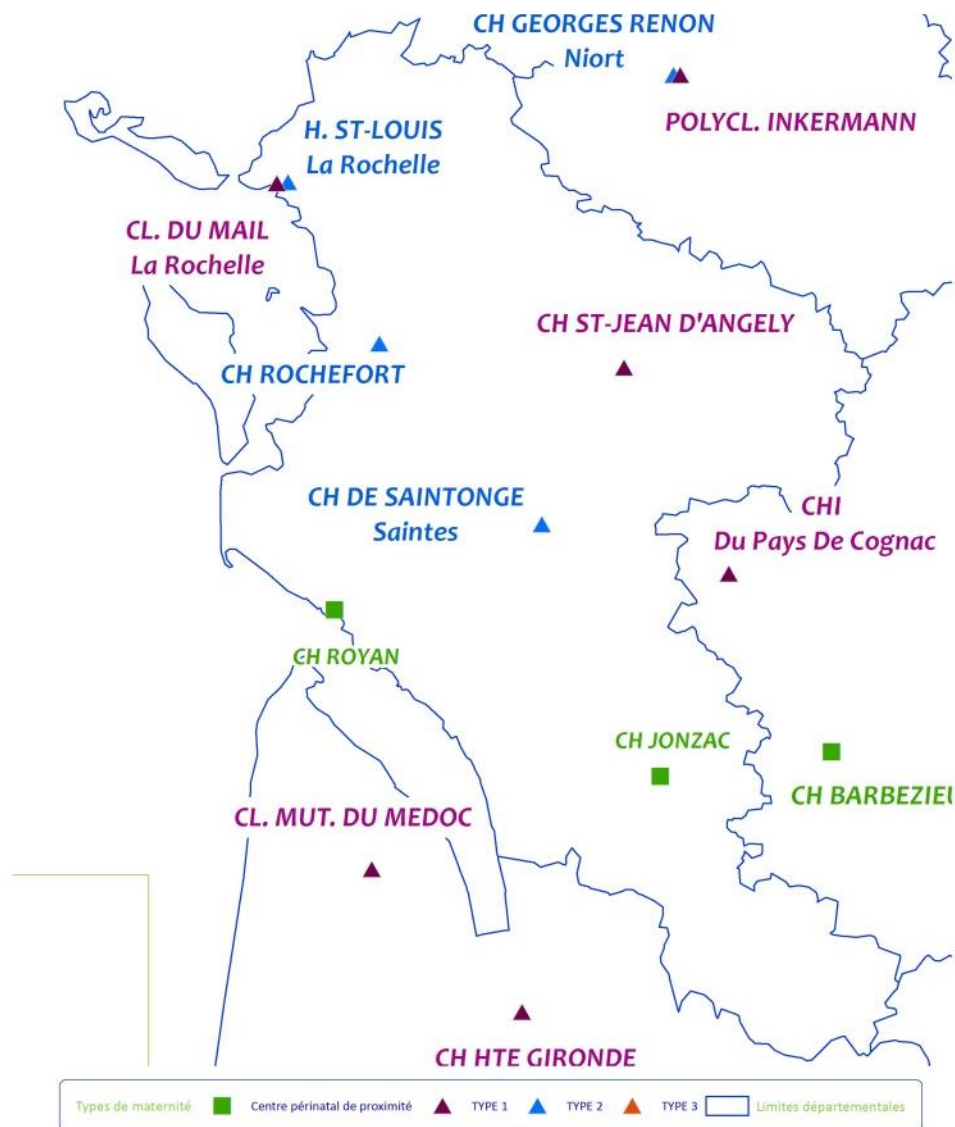 CH GEORGES RENON
Niort
POLYCL. INKERMANN
H. ST-LOUIS
La Rochelle
CL. DU MAIL
La Rochelle
CH ST-JEAN D'ANGELY
CH ROCHEFORT
CH DE SAINTONGE
Saintes
CHI
Du Pays De Cognac
CH ROYAN
CH JONZAC
CH BARBEZIEU
CL. MUT. DU MEDOC
CH HTE GIRONDE
Types de maternité Centre périnatal de proximité TYPE 1 TYPE 2 TYPE 3 Limites départementales